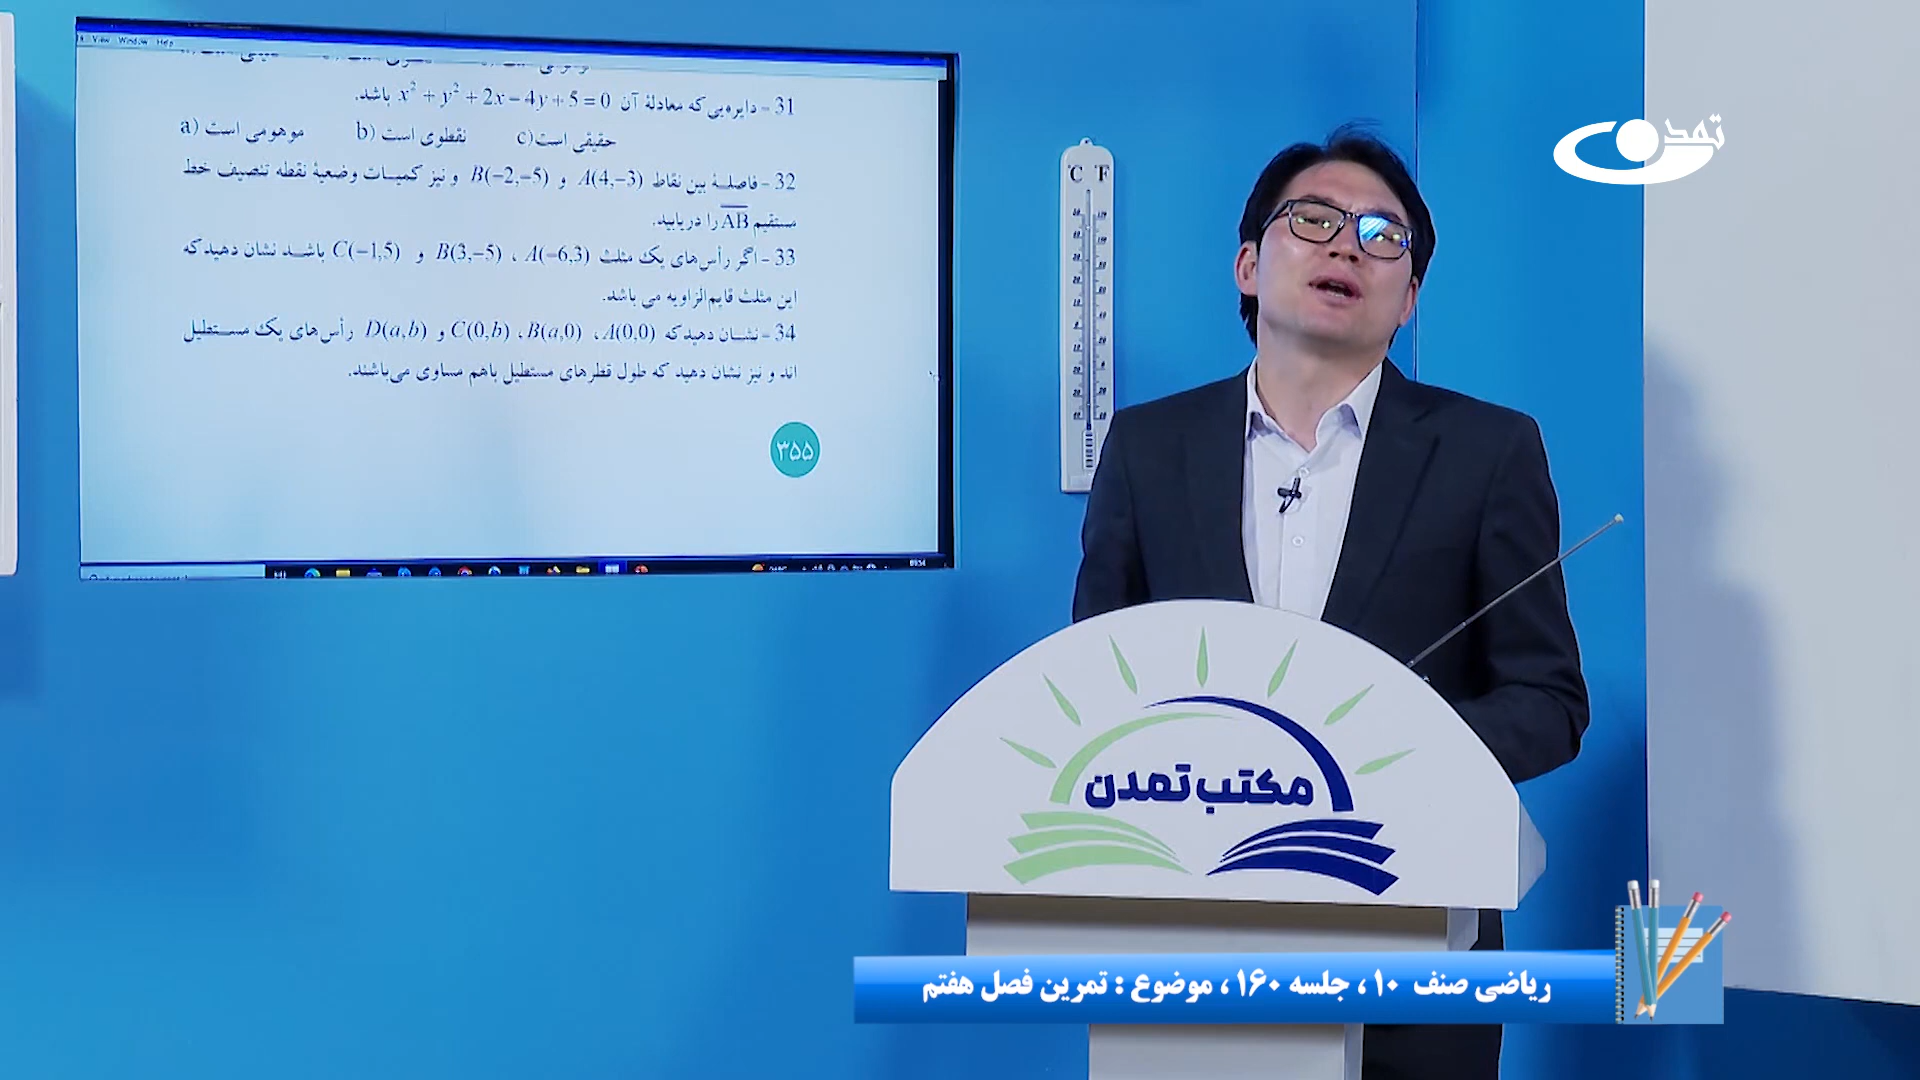 View Window Help
31 - دایره‌یی که معادلهٔ آن x² + y² + 2x - 4y + 5 = 0 باشد.
a) موهومی است b) نقطوی است c) حقیقی است
32 - فاصلهٔ بین نقاط A(4,-3) و B(-2,-5) و نیز کمیات وضعیهٔ نقطه تنصیف خط
مستقیم AB را دریابید.
33 - اگر رأس‌های یک مثلث A(-6,3) ، B(3,-5) و C(-1,5) باشد نشان دهید که
این مثلث قایم‌الزاویه می باشد.
34 - نشان دهید که A(0,0) ، B(a,0) ، C(0,b) و D(a,b) رأس‌های یک مستطیل
اند و نیز نشان دهید که طول قطرهای مستطیل باهم مساوی می‌باشند.
۳۵۵
°C °F
تمدن
مکتب تمدن
ریاضی صنف ۱۰ ، جلسه ۱۶۰ ، موضوع : تمرین فصل هفتم